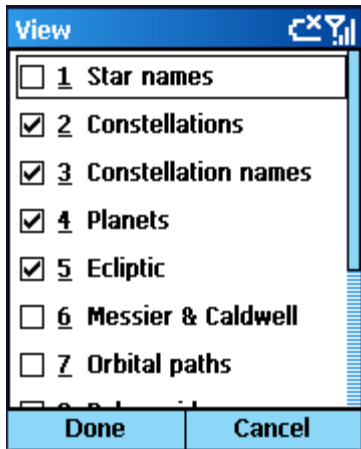 View
1 Star names
2 Constellations
3 Constellation names
4 Planets
5 Ecliptic
6 Messier & Caldwell
7 Orbital paths
Done Cancel